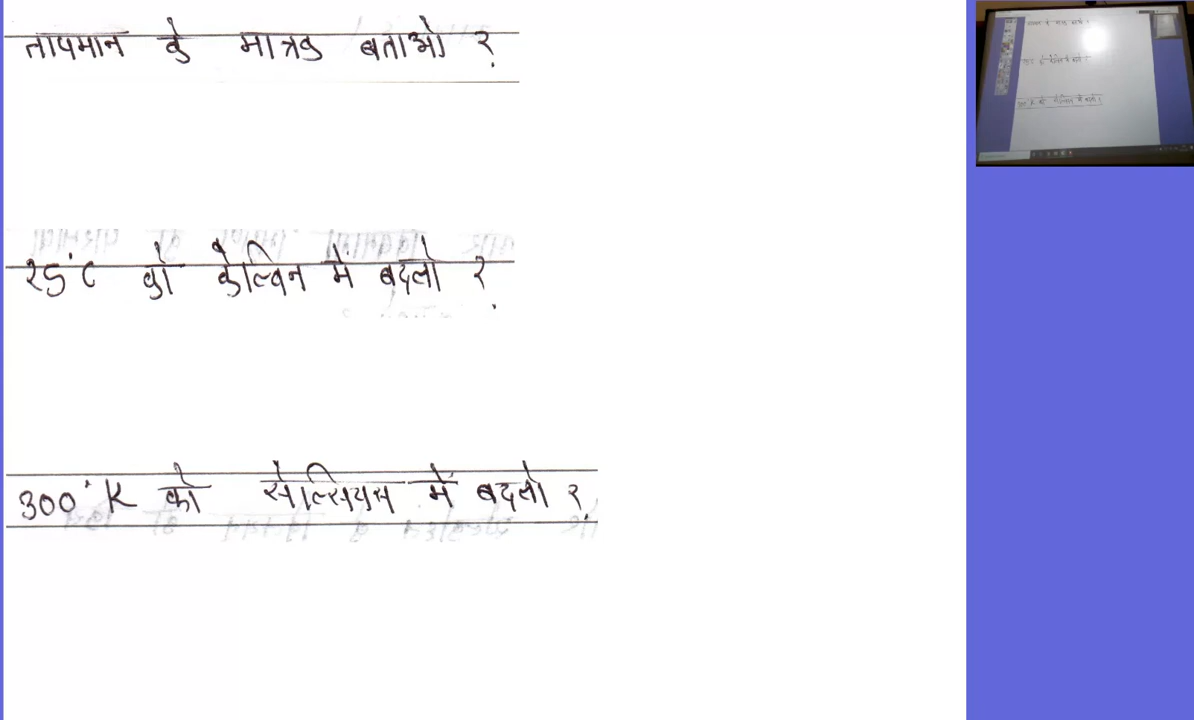 तापमान के मात्रक बताओ ?
25°C को केल्विन में बदलो ?
300°K को सेल्सियस में बदलो ?